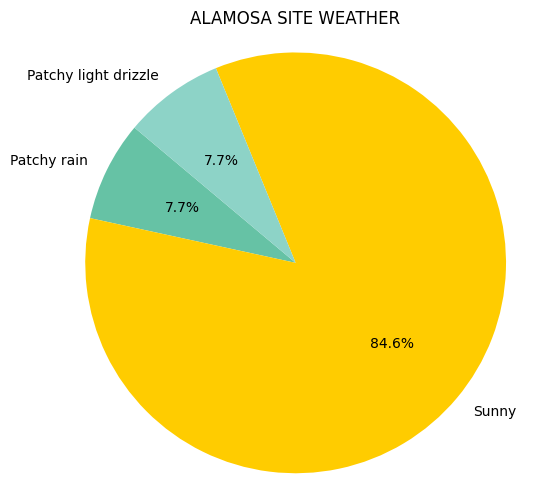 ALAMOSA SITE WEATHER
Patchy light drizzle
Patchy rain
7.7%
7.7%
84.6%
Sunny